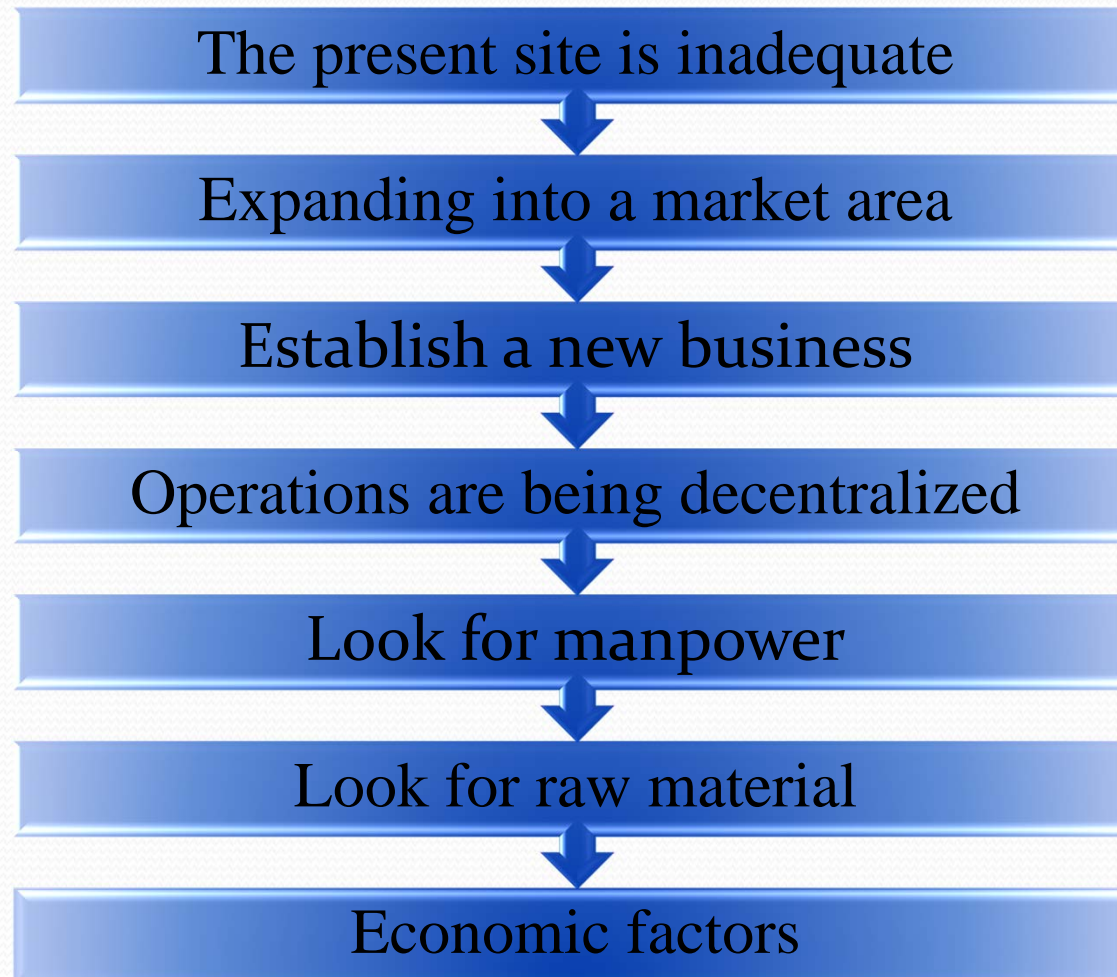 The present site is inadequate
Expanding into a market area
Establish a new business
Operations are being decentralized
Look for manpower
Look for raw material
Economic factors